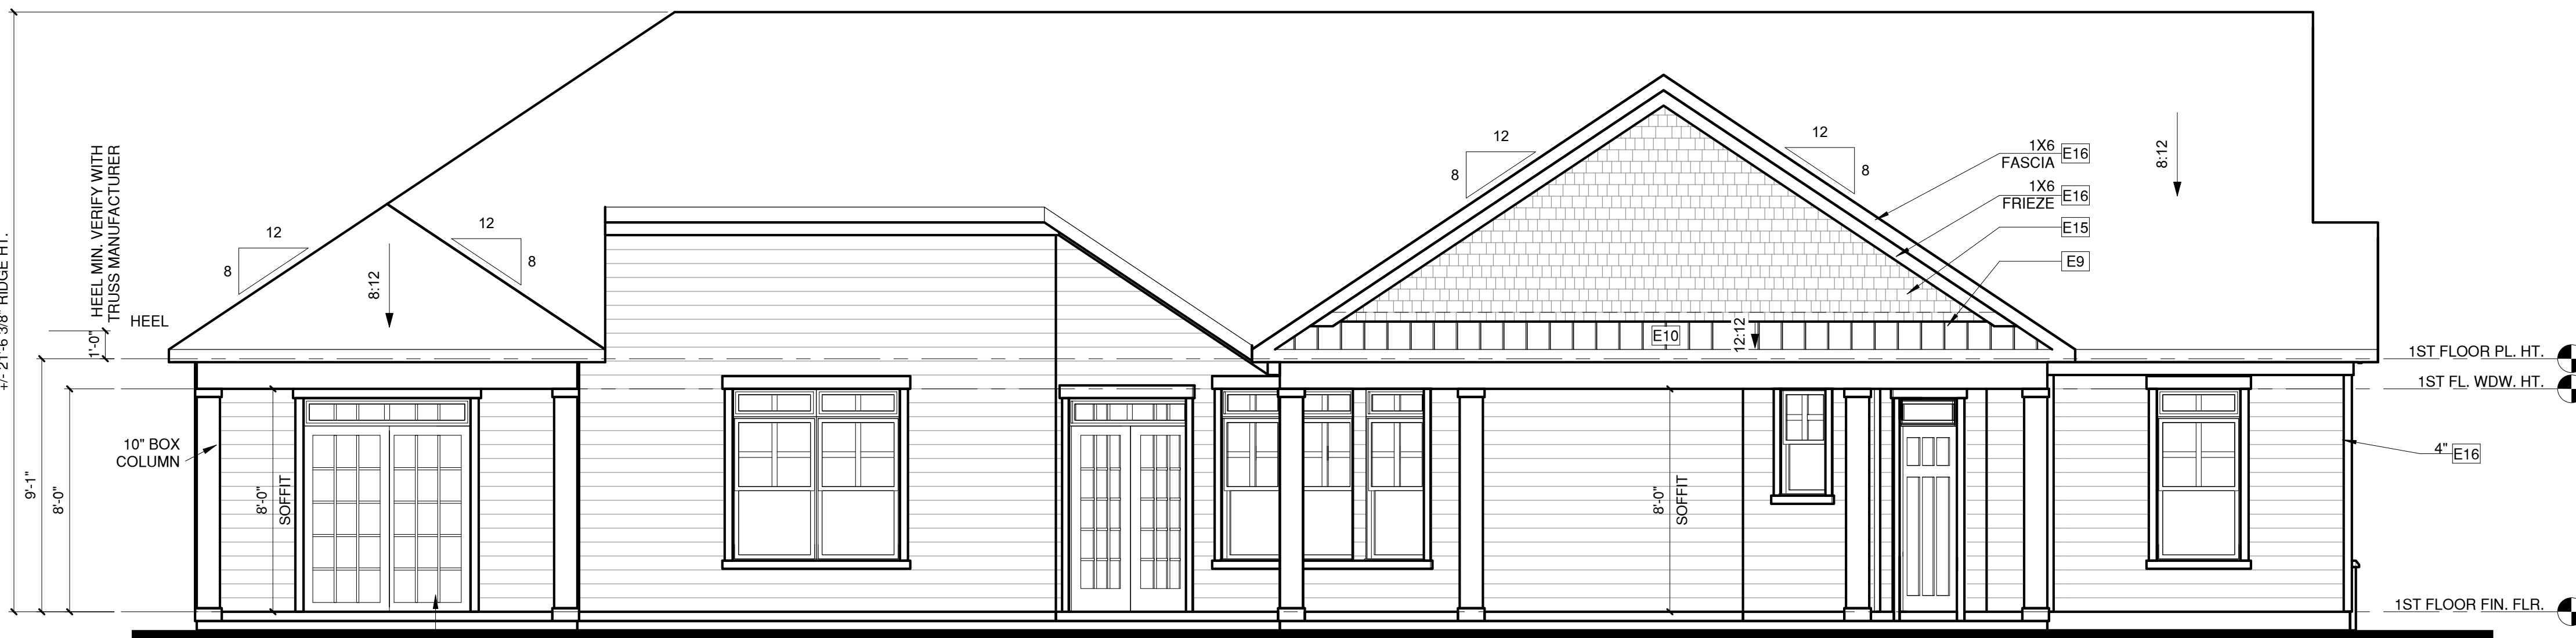 +/- 21'-6 3/8" RIDGE HT.
9'-1"
8'-0"
1'-0"
HEEL MIN. VERIFY WITH
TRUSS MANUFACTURER
HEEL
12
8
8:12
12
8
10" BOX
COLUMN
8'-0"
SOFFIT
12
8
12
8
1X6
FASCIA
E16
1X6
FRIEZE
E16
E15
E9
E10
12:12
8:12
8'-0"
SOFFIT
1ST FLOOR PL. HT.
1ST FL. WDW. HT.
4" E16
1ST FLOOR FIN. FLR.